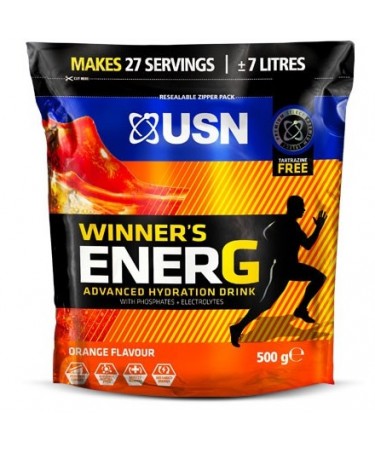 MAKES 27 SERVINGS | ± 7 LITRES
RESEALABLE ZIPPER PACK
USN
TARTRAZINE
FREE
WINNER'S
ENERG
ADVANCED HYDRATION DRINK
WITH PHOSPHATES + ELECTROLYTES
ORANGE FLAVOUR
500 g ℮